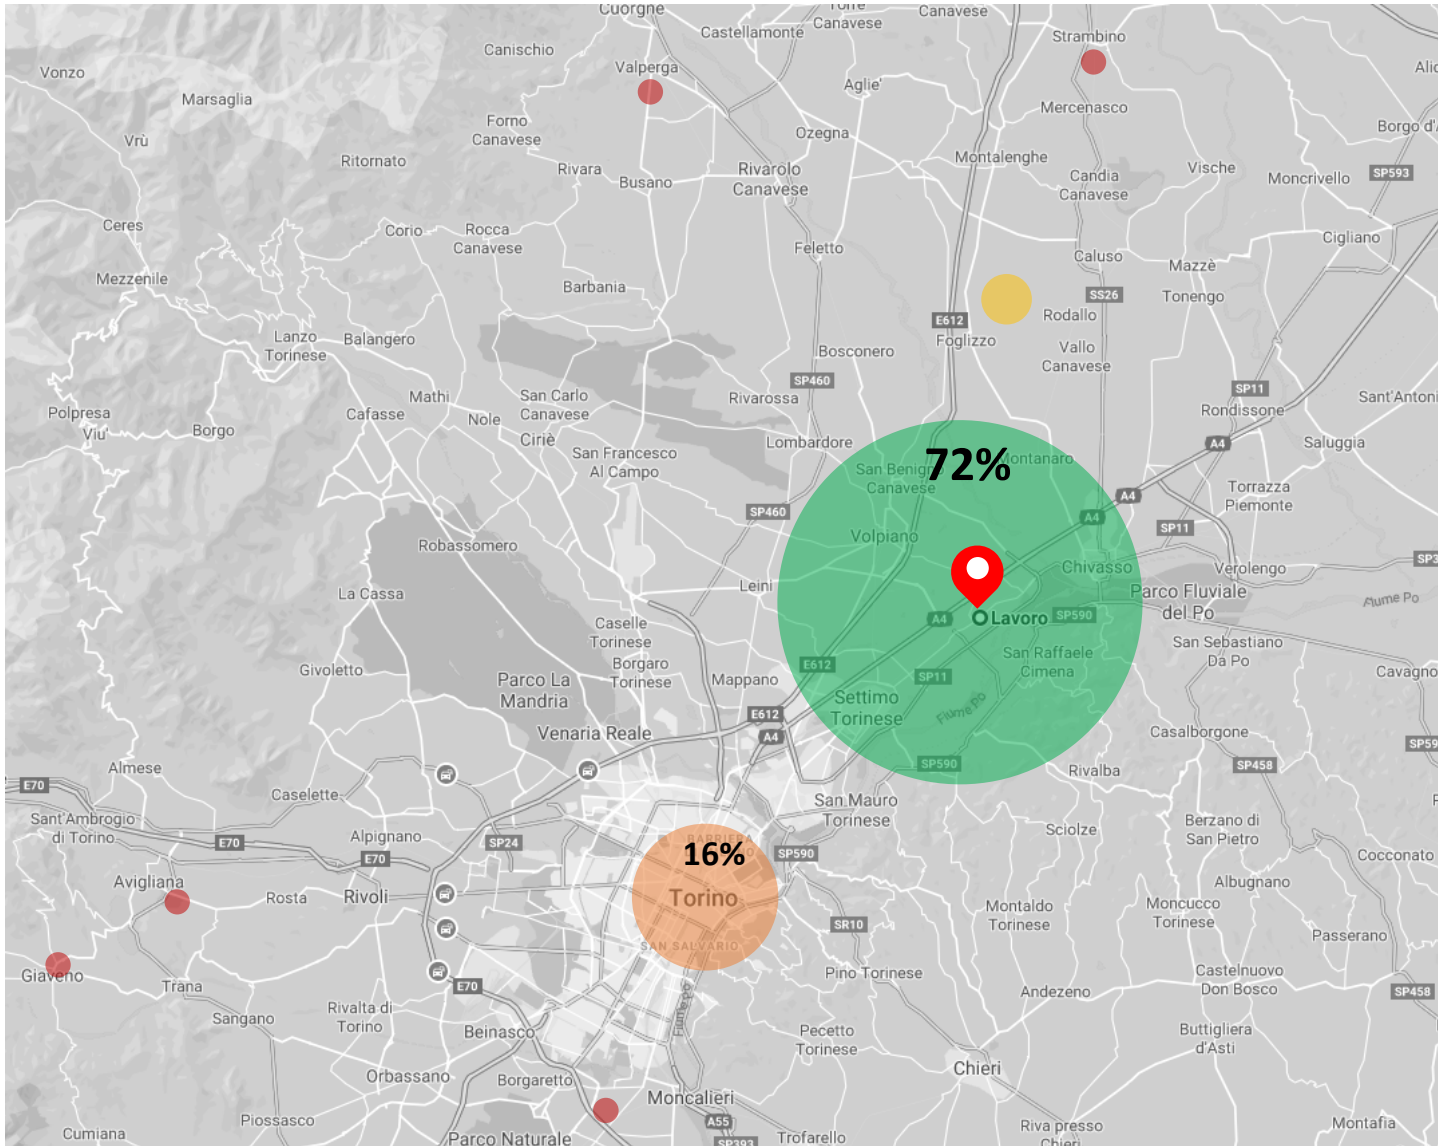 Cuorgnè
Canavese
Canavese
Castellamonte
Strambino
Canischio
Valperga
Vonzo
Aglie'
Marsaglia
Mercenasco
Forno
Canavese
Ozegna
Borgo d'
Vrù
Montalenghe
Ritornato
Rivara
Busano
Rivarolo
Canavese
Candia
Canavese
Vische
Moncrivello
SP593
Ceres
Corio
Rocca
Canavese
Feletto
Cigliano
Caluso
Mazzè
Mezzenile
Barbania
SS26
Tonengo
E612
Rodallo
Foglizzo
Lanzo
Torinese
Balangero
Bosconero
Vallo
Canavese
SP460
SP11
Mathi
San Carlo
Canavese
Rivarossa
Rondissone
Sant'Antoni
Polpresa
Viu'
Borgo
Cafasse
Nole
Ciriè
Lombardore
A4
Saluggia
72%
San Francesco
Al Campo
San Benigno
Canavese
Montanaro
A4
Torrazza
Piemonte
SP460
A4
SP11
Robassomero
Volpiano
Chivasso
Verolengo
SP3
La Cassa
Leini
Parco Fluviale
del Po
Fiume Po
A4
Lavoro
SP590
Caselle
Torinese
San Raffaele
Cimena
San Sebastiano
Da Po
Givoletto
Borgaro
Torinese
Mappano
E612
SP11
Cavagno
Parco La
Mandria
Settimo
Torinese
Fiume Po
E612
A4
Venaria Reale
Casalborgone
SP59
SP590
Rivalba
SP458
Almese
E70
Caselette
San Mauro
Torinese
Sant'Ambrogio
di Torino
E70
Alpignano
E70
SP24
BARRIERA
16%
SP590
Sciolze
Berzano di
San Pietro
Cocconato
Avigliana
Rosta
Rivoli
Torino
Albugnano
Montaldo
Torinese
Moncucco
Torinese
SR10
SAN SALVARIO
Passerano
Giaveno
Trana
E70
Pino Torinese
Andezeno
Castelnuovo
Don Bosco
SP458
Sangano
Rivalta di
Torino
Fiume Po
Beinasco
Pecetto
Torinese
Buttigliera
d'Asti
Orbassano
Borgaretto
Chieri
Moncalieri
Piossasco
A55
Riva presso
Chieri
Montafia
Cumiana
Parco Naturale
SP393
Trofarello